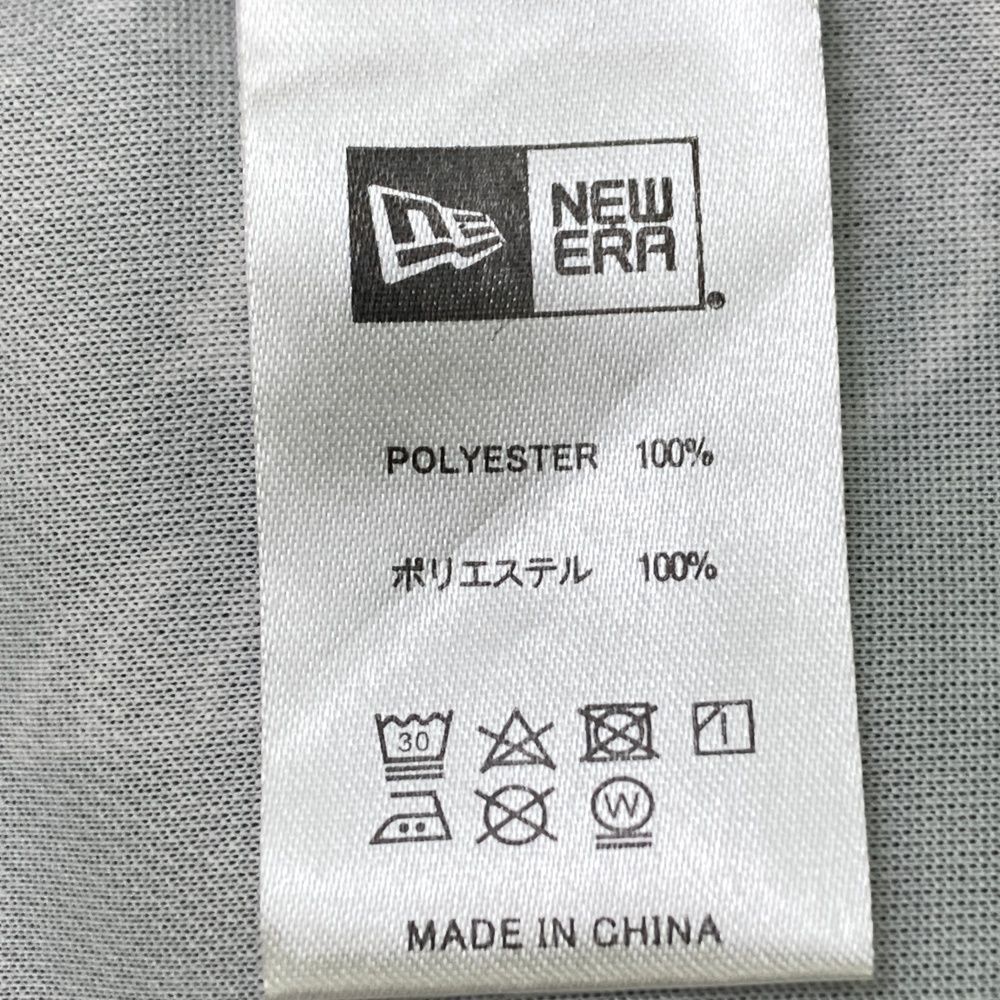 NEW
ERA
POLYESTER 100%
ポリエステル 100%
30
W
MADE IN CHINA